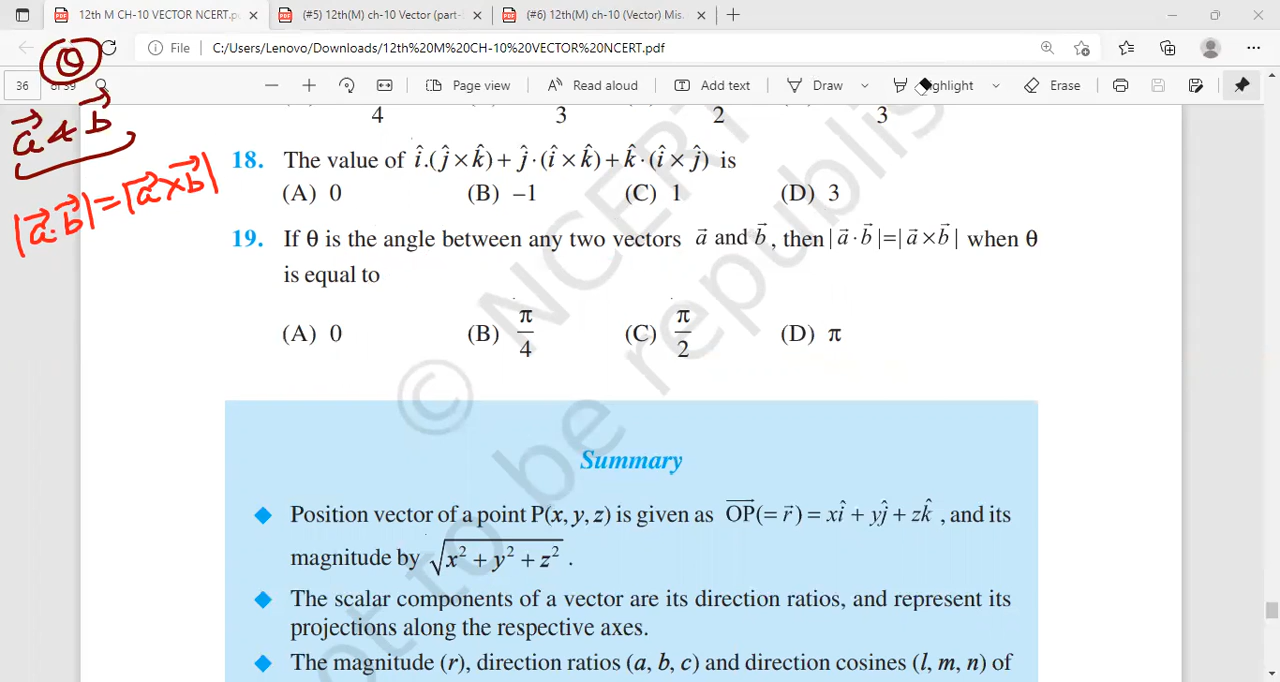 12th M CH-10 VECTOR NCERT.p
(#5) 12th(M) ch-10 Vector (part-
(#6) 12th(M) ch-10 (Vector) Mis.
File C:/Users/Lenovo/Downloads/12th%20M%20CH-10%20VECTOR%20NCERT.pdf
36 of 39 Page view Read aloud Add text Draw Highlight Erase
θ
a⃗ & b⃗
|a⃗.b⃗| = |a⃗×b⃗|
4 3 2 3
18. The value of î.(ĵ×k̂)+ĵ·(î×k̂)+k̂·(î×ĵ) is
(A) 0 (B) –1 (C) 1 (D) 3
19. If θ is the angle between any two vectors a⃗ and b⃗, then |a⃗·b⃗|=|a⃗×b⃗| when θ
is equal to
(A) 0 (B) π/4 (C) π/2 (D) π
© NCERT
not to be republis
Summary
Position vector of a point P(x, y, z) is given as OP⃗(= r⃗) = xî + yĵ + zk̂, and its
magnitude by √x² + y² + z² .
The scalar components of a vector are its direction ratios, and represent its
projections along the respective axes.
The magnitude (r), direction ratios (a, b, c) and direction cosines (l, m, n) of